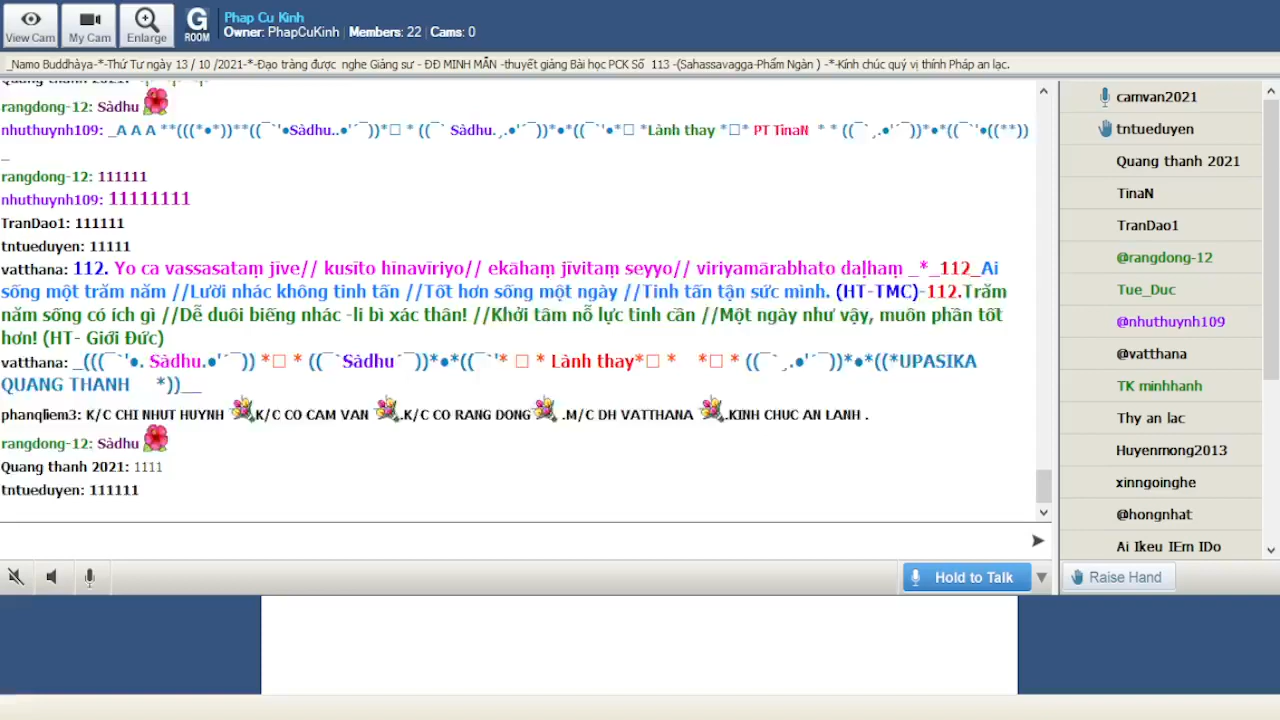 Phap Cu Kinh
Owner: PhapCuKinh | Members: 22 | Cams: 0
View Cam
My Cam
Enlarge
G
ROOM
_Namo Buddhàya-*-Thứ Tư ngày 13 / 10 /2021-*-Đạo tràng được nghe Giảng sư - ĐĐ MINH MẪN -thuyết giảng Bài học PCK Số 113 -(Sahassavagga-Phẩm Ngàn ) -*-Kính chúc quý vị thính Pháp an lạc.
rangdong-12: Sàdhu
nhuthuynh109: _A A A **(((*•*))**((¯`'•Sàdhu..•'´¯))*□ * ((¯` Sàdhu.¸.•'´¯))*•*((¯`'•*□ *Lành thay *□* PT TinaN * * ((¯`¸.•'´¯))*•*((¯`'•((**))
_
rangdong-12: 111111
nhuthuynh109: 11111111
TranDao1: 111111
tntueduyen: 11111
vatthana: 112. Yo ca vassasataṃ jīve// kusīto hīnavīriyo// ekāhaṃ jīvitaṃ seyyo// viriyamārabhato daḷhaṃ _*_112_Ai
sống một trăm năm //Lười nhác không tinh tấn //Tốt hơn sống một ngày //Tinh tấn tận sức mình. (HT-TMC)-112.Trăm
năm sống có ích gì //Dễ duôi biếng nhác -li bì xác thân! //Khởi tâm nỗ lực tinh cần //Một ngày như vậy, muôn phần tốt
hơn! (HT- Giới Đức)
vatthana: _(((¯`'•. Sàdhu.•'´¯)) *□ * ((¯`Sàdhu´¯))*•*((¯`'* □ * Lành thay*□ * *□ * ((¯`¸.•'´¯))*•*((*UPASIKA
QUANG THANH *))__
phanqliem3: K/C CHI NHUT HUYNH .K/C CO CAM VAN .K/C CO RANG DONG .M/C DH VATTHANA .KINH CHUC AN LANH .
rangdong-12: Sàdhu
Quang thanh 2021: 1111
tntueduyen: 111111
Hold to Talk
camvan2021
tntueduyen
Quang thanh 2021
TinaN
TranDao1
@rangdong-12
Tue_Duc
@nhuthuynh109
@vatthana
TK minhhanh
Thy an lac
Huyenmong2013
xinngoinghe
@hongnhat
Ai Ikeu IEm IDo
Raise Hand